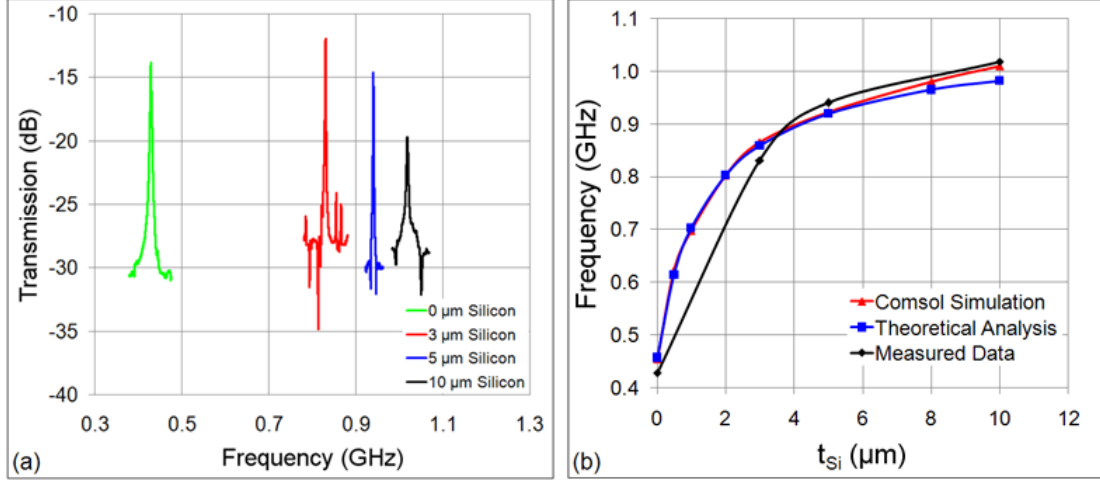 -10
-15
-20
-25
-30
-35
-40
Transmission (dB)
0 µm Silicon
3 µm Silicon
5 µm Silicon
10 µm Silicon
0.3 0.5 0.7 0.9 1.1 1.3
Frequency (GHz)
(a)
1.1
1.0
0.9
0.8
0.7
0.6
0.5
0.4
Frequency (GHz)
Comsol Simulation
Theoretical Analysis
Measured Data
0 2 4 6 8 10 12
tSi (µm)
(b)